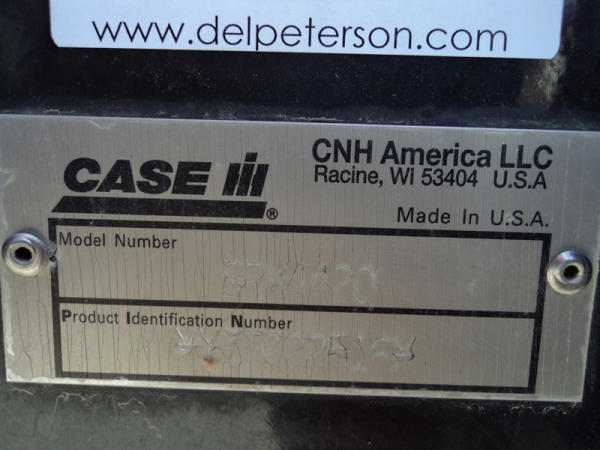 www.delpeterson.com
CASE IH ®
CNH America LLC
Racine, WI 53404 U.S.A
Made In U.S.A.
Model Number
Product Identification Number